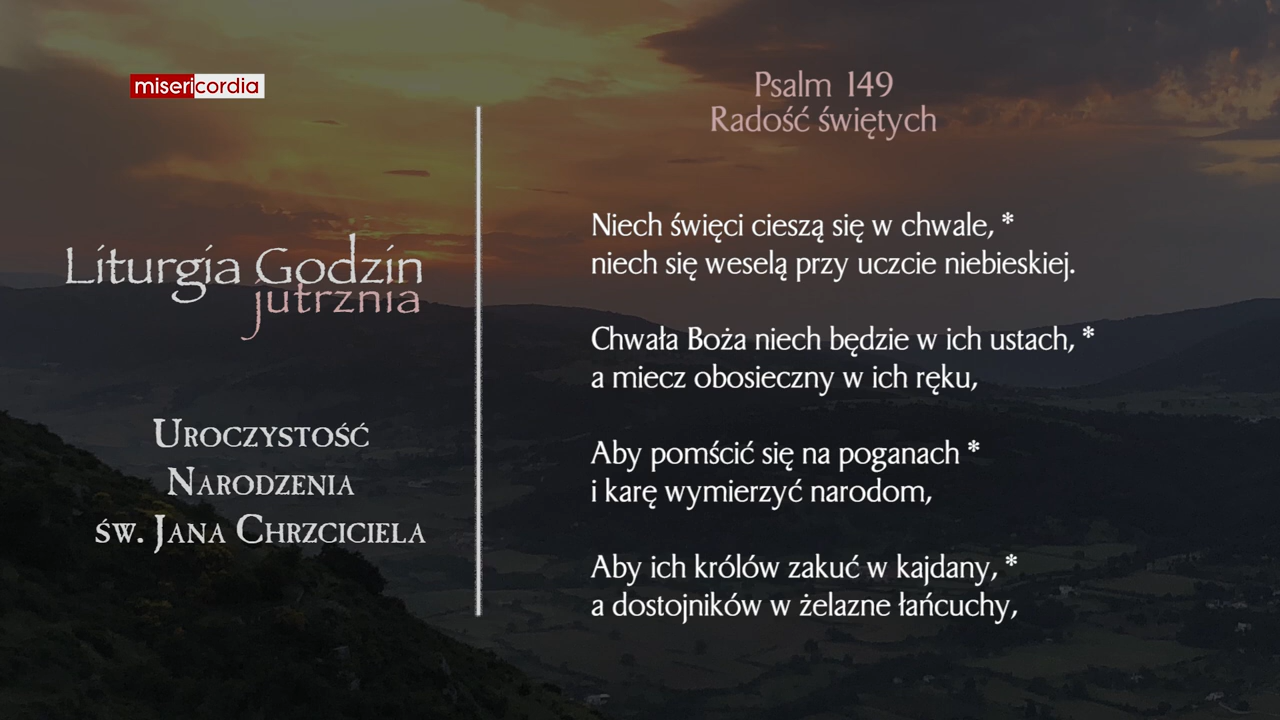 misericordia
Liturgia Godzin
jutrznia
Uroczystość
Narodzenia
św. Jana Chrzciciela
Psalm 149
Radość świętych
Niech święci cieszą się w chwale, *
niech się weselą przy uczcie niebieskiej.
Chwała Boża niech będzie w ich ustach, *
a miecz obosieczny w ich ręku,
Aby pomścić się na poganach *
i karę wymierzyć narodom,
Aby ich królów zakuć w kajdany, *
a dostojników w żelazne łańcuchy,